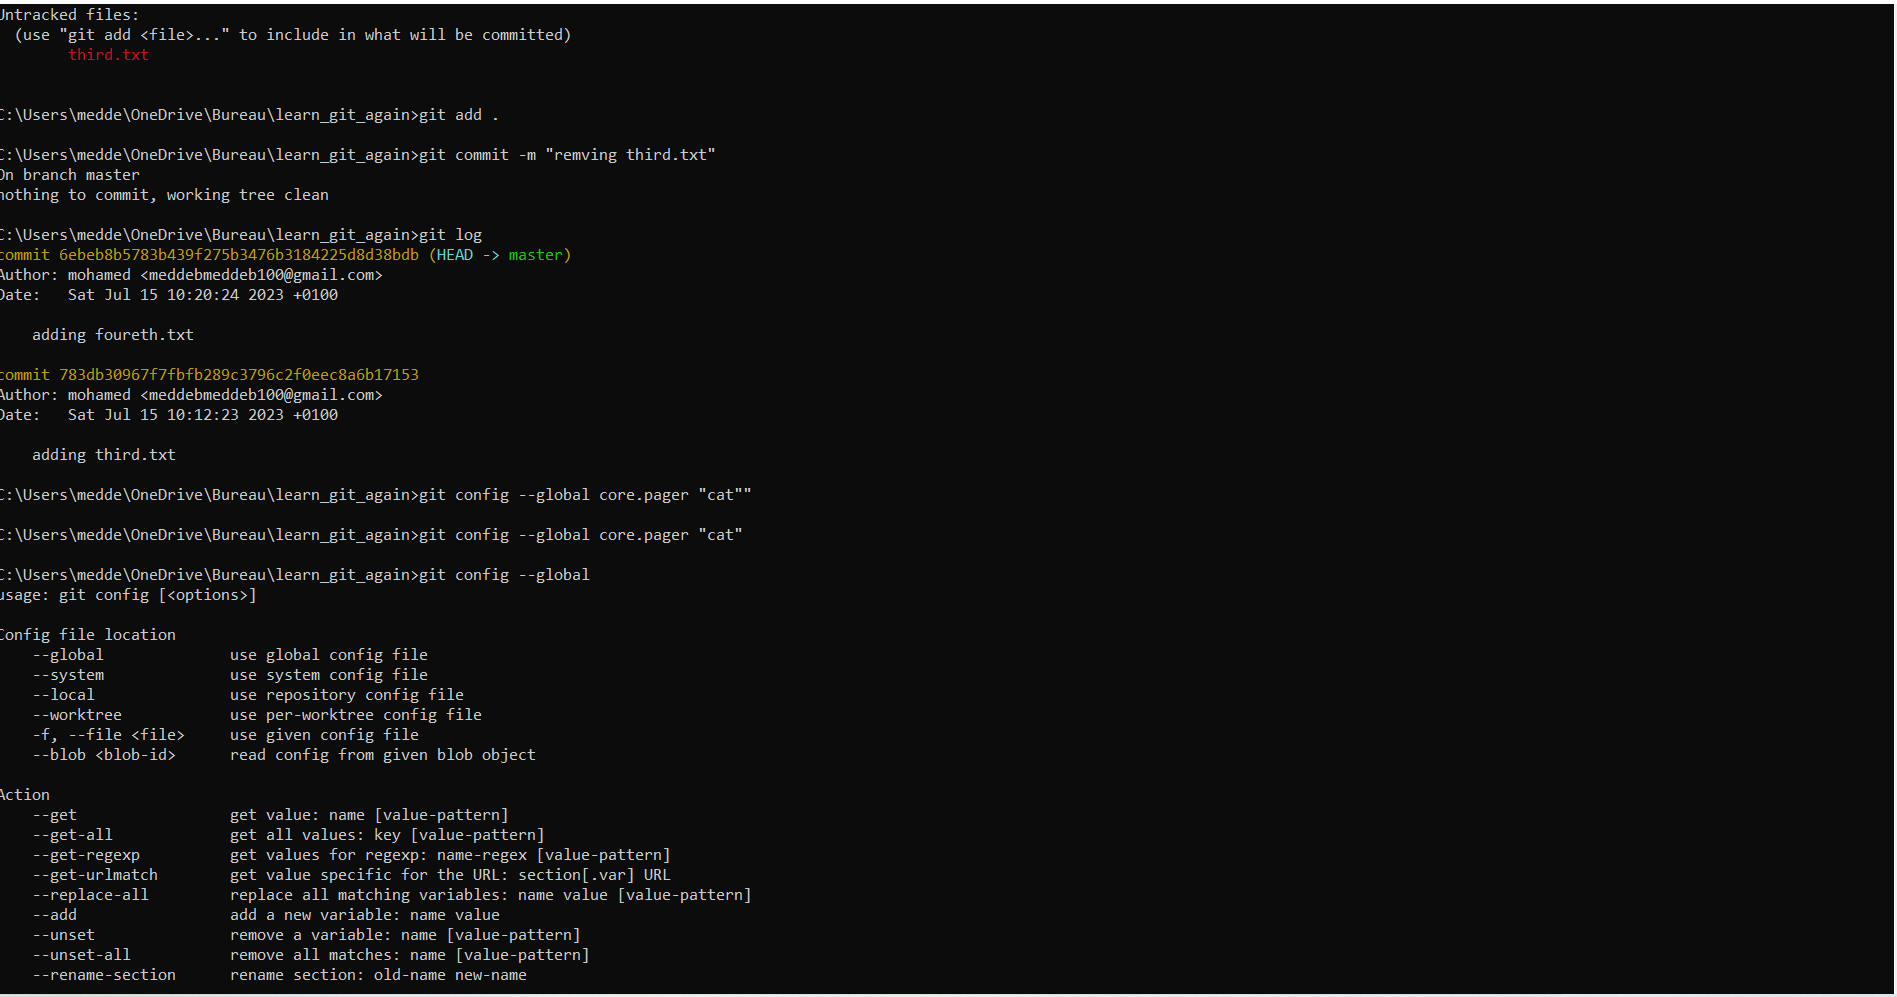 Untracked files:
  (use "git add <file>..." to include in what will be committed)
        third.txt
C:\Users\medde\OneDrive\Bureau\learn_git_again>git add .
C:\Users\medde\OneDrive\Bureau\learn_git_again>git commit -m "remving third.txt"
On branch master
nothing to commit, working tree clean
C:\Users\medde\OneDrive\Bureau\learn_git_again>git log
commit 6ebeb8b5783b439f275b3476b3184225d8d38bdb (HEAD -> master)
Author: mohamed <meddebmeddeb100@gmail.com>
Date:   Sat Jul 15 10:20:24 2023 +0100
    adding foureth.txt
commit 783db30967f7fbfb289c3796c2f0eec8a6b17153
Author: mohamed <meddebmeddeb100@gmail.com>
Date:   Sat Jul 15 10:12:23 2023 +0100
    adding third.txt
C:\Users\medde\OneDrive\Bureau\learn_git_again>git config --global core.pager "cat""
C:\Users\medde\OneDrive\Bureau\learn_git_again>git config --global core.pager "cat"
C:\Users\medde\OneDrive\Bureau\learn_git_again>git config --global
usage: git config [<options>]
Config file location
    --global              use global config file
    --system              use system config file
    --local               use repository config file
    --worktree            use per-worktree config file
    -f, --file <file>     use given config file
    --blob <blob-id>      read config from given blob object
Action
    --get                 get value: name [value-pattern]
    --get-all             get all values: key [value-pattern]
    --get-regexp          get values for regexp: name-regex [value-pattern]
    --get-urlmatch        get value specific for the URL: section[.var] URL
    --replace-all         replace all matching variables: name value [value-pattern]
    --add                 add a new variable: name value
    --unset               remove a variable: name [value-pattern]
    --unset-all           remove all matches: name [value-pattern]
    --rename-section      rename section: old-name new-name